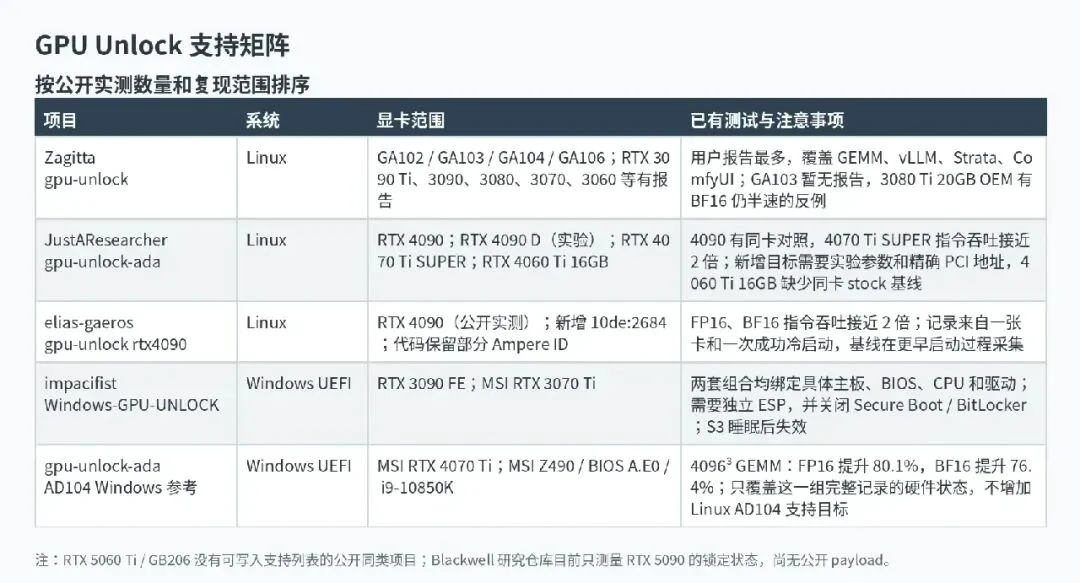 GPU Unlock 支持矩阵
按公开实测数量和复现范围排序
项目 系统 显卡范围 已有测试与注意事项
Zagitta
gpu-unlock
Linux
GA102 / GA103 / GA104 / GA106；RTX 30
90 Ti、3090、3080、3070、3060 等有报
告
用户报告最多，覆盖 GEMM、vLLM、Strata、Co
mfyUI；GA103 暂无报告，3080 Ti 20GB OEM 有
BF16 仍半速的反例
JustAResearcher
gpu-unlock-ada
Linux
RTX 4090；RTX 4090 D（实验）；RTX 40
70 Ti SUPER；RTX 4060 Ti 16GB
4090 有同卡对照，4070 Ti SUPER 指令吞吐接近
2 倍；新增目标需要实验参数和精确 PCI 地址，4
060 Ti 16GB 缺少同卡 stock 基线
elias-gaeros
gpu-unlock rtx4090
Linux
RTX 4090（公开实测）；新增 10de:2684
；代码保留部分 Ampere ID
FP16、BF16 指令吞吐接近 2 倍；记录来自一张
卡和一次成功冷启动，基线在更早启动过程采集
impacifist
Windows-GPU-UNLOCK
Windows UEFI
RTX 3090 FE；MSI RTX 3070 Ti
两套组合均绑定具体主板、BIOS、CPU 和驱动；
需要独立 ESP，并关闭 Secure Boot / BitLocker
；S3 睡眠后失效
gpu-unlock-ada
AD104 Windows 参考
Windows UEFI
MSI RTX 4070 Ti；MSI Z490 / BIOS A.E0 /
i9-10850K
4096³ GEMM：FP16 提升 80.1%，BF16 提升 76.
4%；只覆盖这一组完整记录的硬件状态，不增加
Linux AD104 支持目标
注：RTX 5060 Ti / GB206 没有可写入支持列表的公开同类项目；Blackwell 研究仓库目前只测量 RTX 5090 的锁定状态，尚无公开 payload。